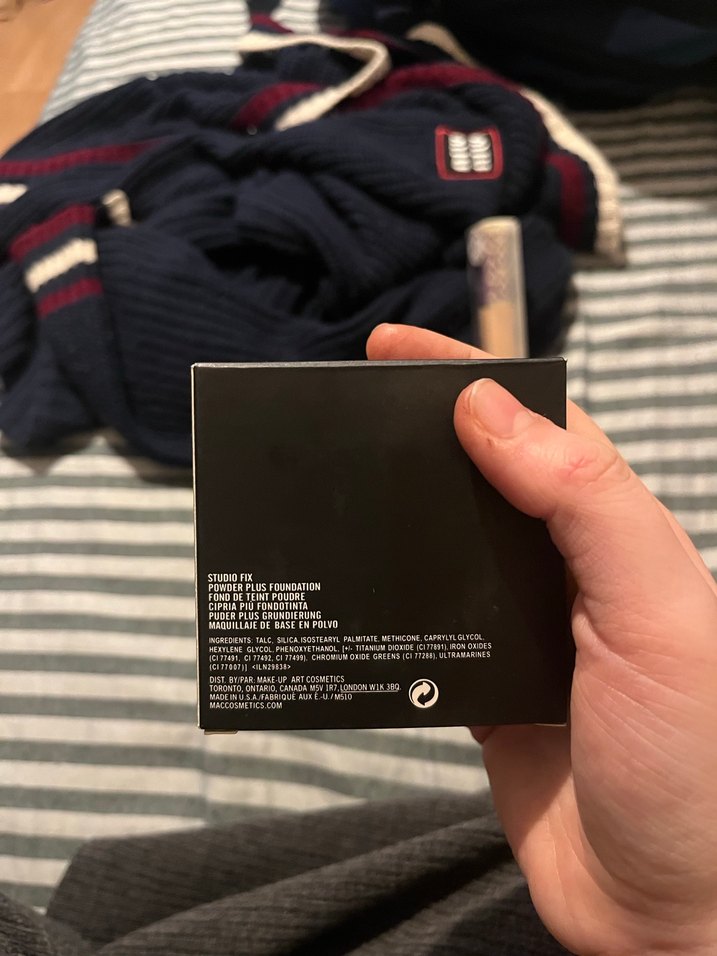 STUDIO FIX
POWDER PLUS FOUNDATION
FOND DE TEINT POUDRE
CIPRIA PIÙ FONDOTINTA
PUDER PLUS GRUNDIERUNG
MAQUILLAJE DE BASE EN POLVO
INGREDIENTS: TALC, SILICA, ISOSTEARYL PALMITATE, METHICONE, CAPRYLYL GLYCOL,
HEXYLENE GLYCOL, PHENOXYETHANOL, [+/- TITANIUM DIOXIDE (CI 77891), IRON OXIDES
(CI 77491, CI 77492, CI 77499), CHROMIUM OXIDE GREENS (CI 77288), ULTRAMARINES
(CI 77007)] <ILN29838>
DIST. BY/PAR: MAKE-UP ART COSMETICS
TORONTO, ONTARIO, CANADA M5V 1R7, LONDON W1K 3BQ.
MADE IN U.S.A./FABRIQUÉ AUX É.-U./M510
MACCOSMETICS.COM